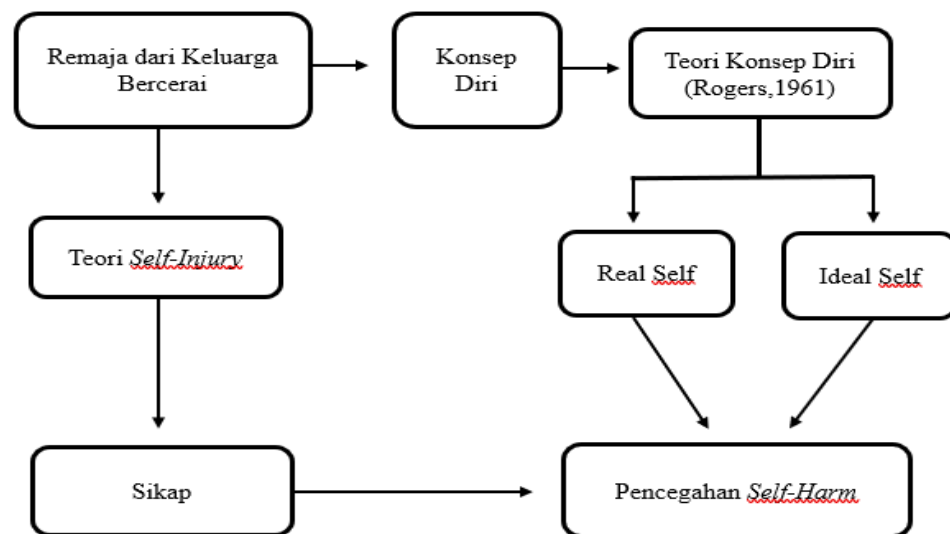 Remaja dari Keluarga
Bercerai
Konsep
Diri
Teori Konsep Diri
(Rogers,1961)
Teori Self-Injury
Real Self
Ideal Self
Sikap
Pencegahan Self-Harm